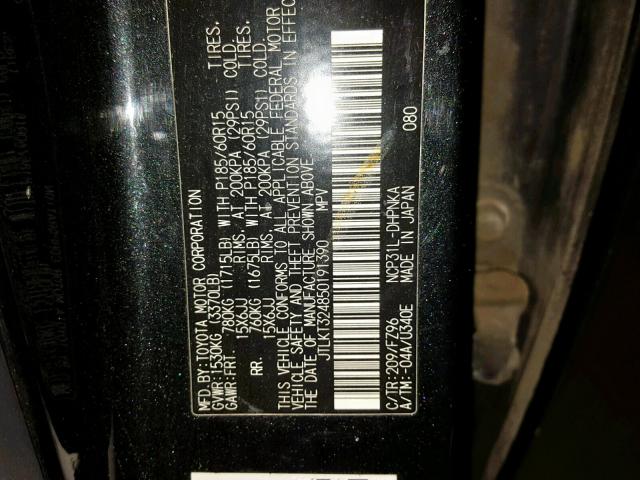 MFD.BY:TOYOTA MOTOR CORPORATION
GVWR:1530KG (3370LB)
GAWR:FRT. 780KG (1715LB) WITH P185/60R15 TIRES.
15X6JJ RIMS, AT 200KPA (29PSI) COLD.
RR. 760KG (1675LB) WITH P185/60R15 TIRES.
15X6JJ RIMS, AT 200KPA (29PSI) COLD.
THIS VEHICLE CONFORMS TO ALL APPLICABLE FEDERAL MOTOR
VEHICLE SAFETY AND THEFT PREVENTION STANDARDS IN EFFECT
THE DATE OF MANUFACTURE SHOWN ABOVE.
JTLKT324850191390 MPV
C/TR:209/F796 NCP31L-DHPNKA 080
A/TM:-04A/U340E MADE IN JAPAN